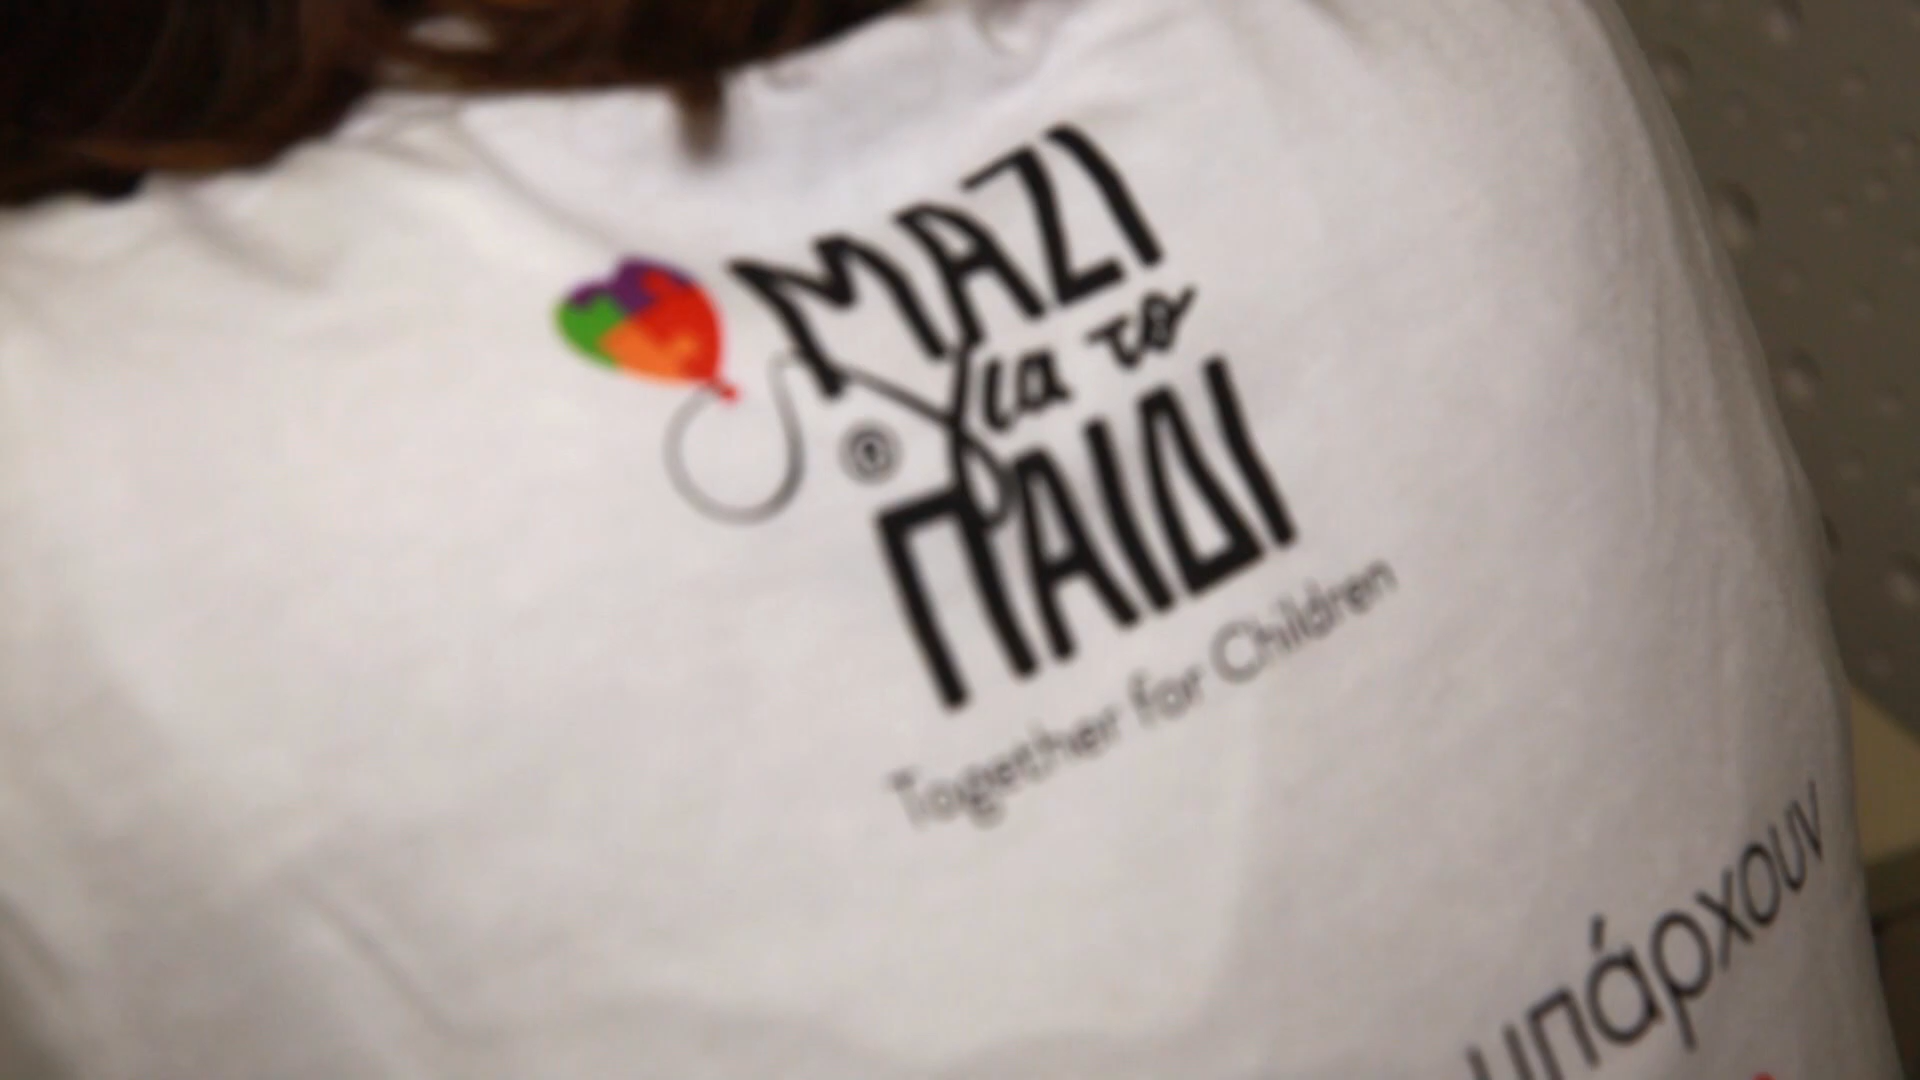 ΜΑΖΙ
για το
ΠΑΙΔΙ
®
Together for Children
υπάρχουν